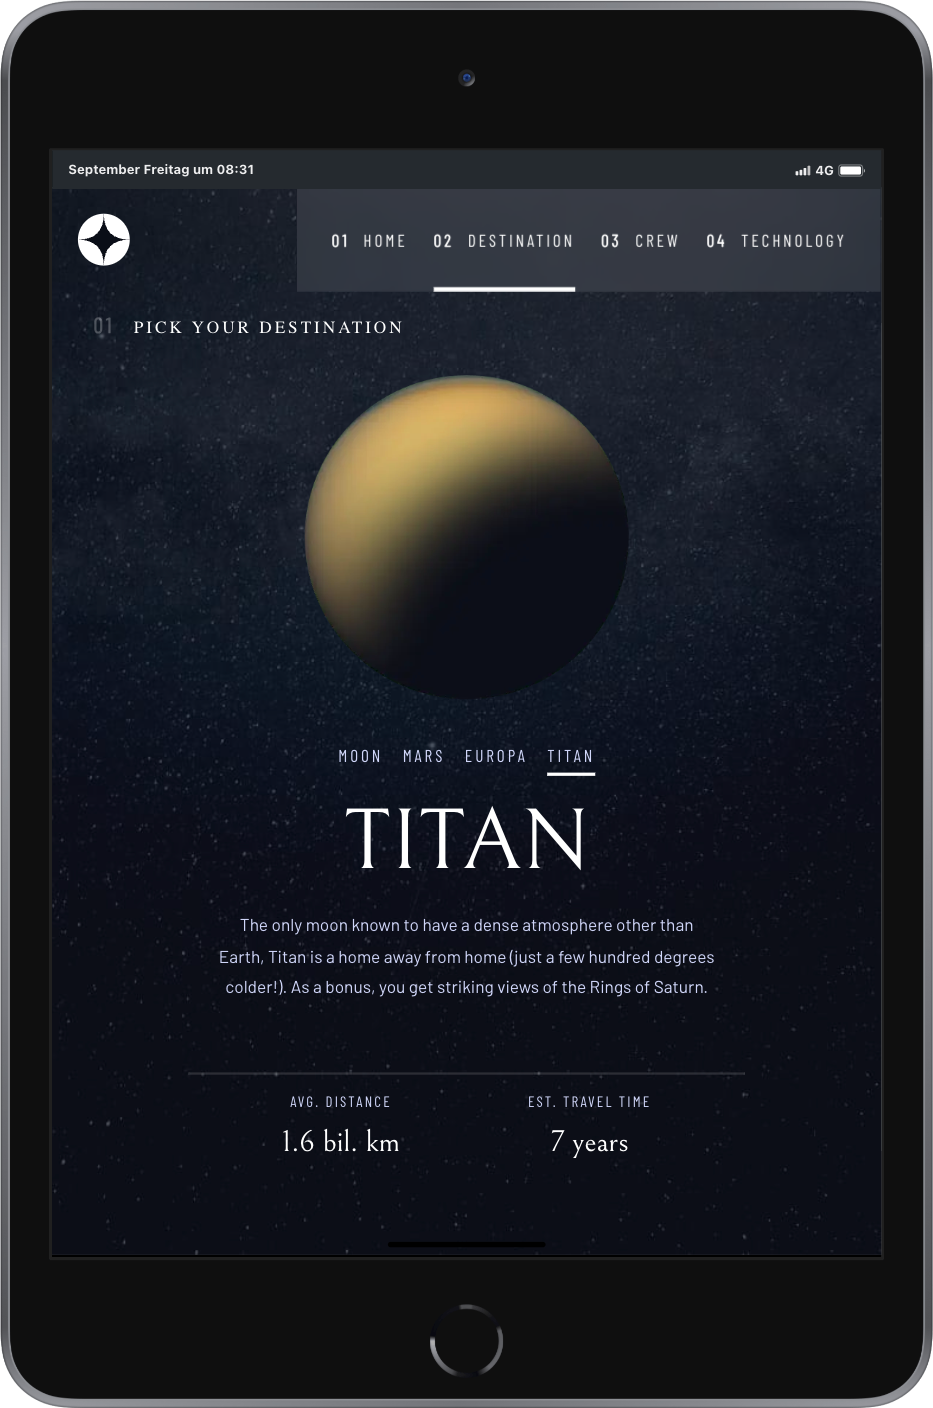 September Freitag um 08:31
4G
01 HOME 02 DESTINATION 03 CREW 04 TECHNOLOGY
01 PICK YOUR DESTINATION
MOON MARS EUROPA TITAN
TITAN
The only moon known to have a dense atmosphere other than
Earth, Titan is a home away from home (just a few hundred degrees
colder!). As a bonus, you get striking views of the Rings of Saturn.
AVG. DISTANCE
1.6 bil. km
EST. TRAVEL TIME
7 years